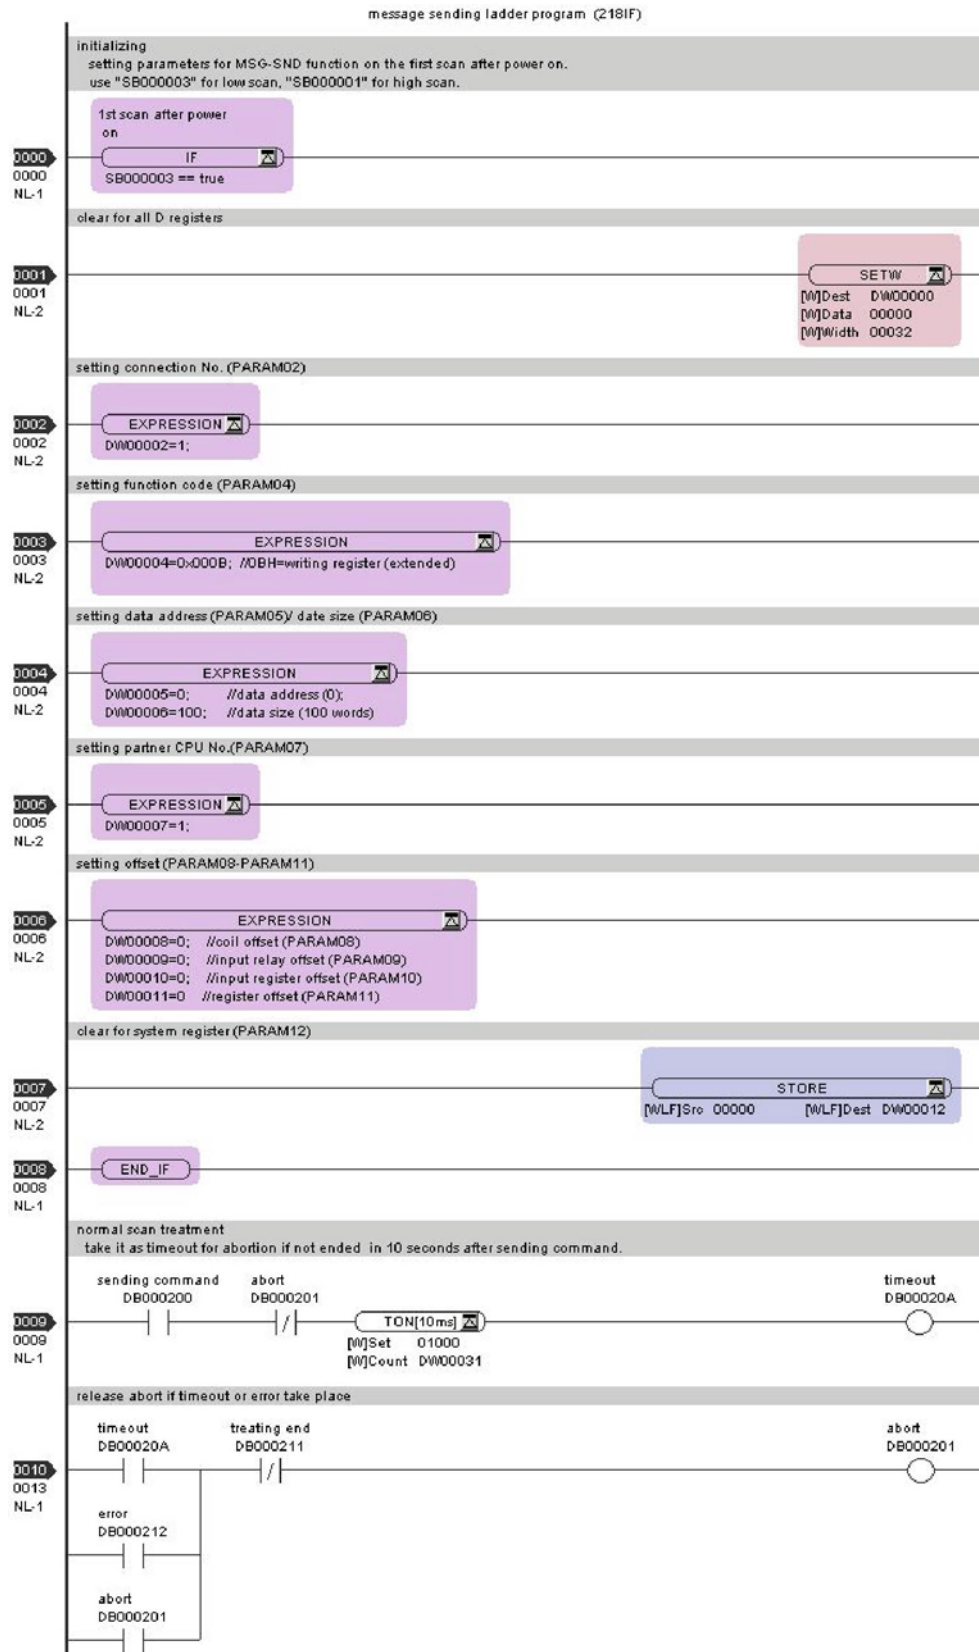 message sending ladder program (218IF)
initializing
setting parameters for MSG-SND function on the first scan after power on.
use "SB000003" for low scan, "SB000001" for high scan.
1st scan after power
on
0000
IF
0000
SB000003 == true
NL-1
clear for all D registers
0001
SETW
0001
[W]Dest DW00000
NL-2
[W]Data 00000
[W]Width 00032
setting connection No. (PARAM02)
0002
EXPRESSION
0002
DW00002=1;
NL-2
setting function code (PARAM04)
0003
EXPRESSION
0003
DW00004=0x000B; //0BH=writing register (extended)
NL-2
setting data address (PARAM05)/ date size (PARAM06)
0004
EXPRESSION
0004
DW00005=0; //data address (0);
NL-2
DW00006=100; //data size (100 words)
setting partner CPU No.(PARAM07)
0005
EXPRESSION
0005
DW00007=1;
NL-2
setting offset (PARAM08-PARAM11)
0006
EXPRESSION
0006
DW00008=0; //coil offset (PARAM08)
NL-2
DW00009=0; //input relay offset (PARAM09)
DW00010=0; //input register offset (PARAM10)
DW00011=0 //register offset (PARAM11)
clear for system register (PARAM12)
0007
STORE
0007
[WLF]Src 00000 [WLF]Dest DW00012
NL-2
0008
END_IF
0008
NL-1
normal scan treatment
take it as timeout for abortion if not ended in 10 seconds after sending command.
sending command abort timeout
DB000200 DB000201 DB00020A
0009
TON[10ms]
0009
[W]Set 01000
NL-1
[W]Count DW00031
release abort if timeout or error take place
timeout treating end abort
DB00020A DB000211 DB000201
0010
0013
NL-1
error
DB000212
abort
DB000201